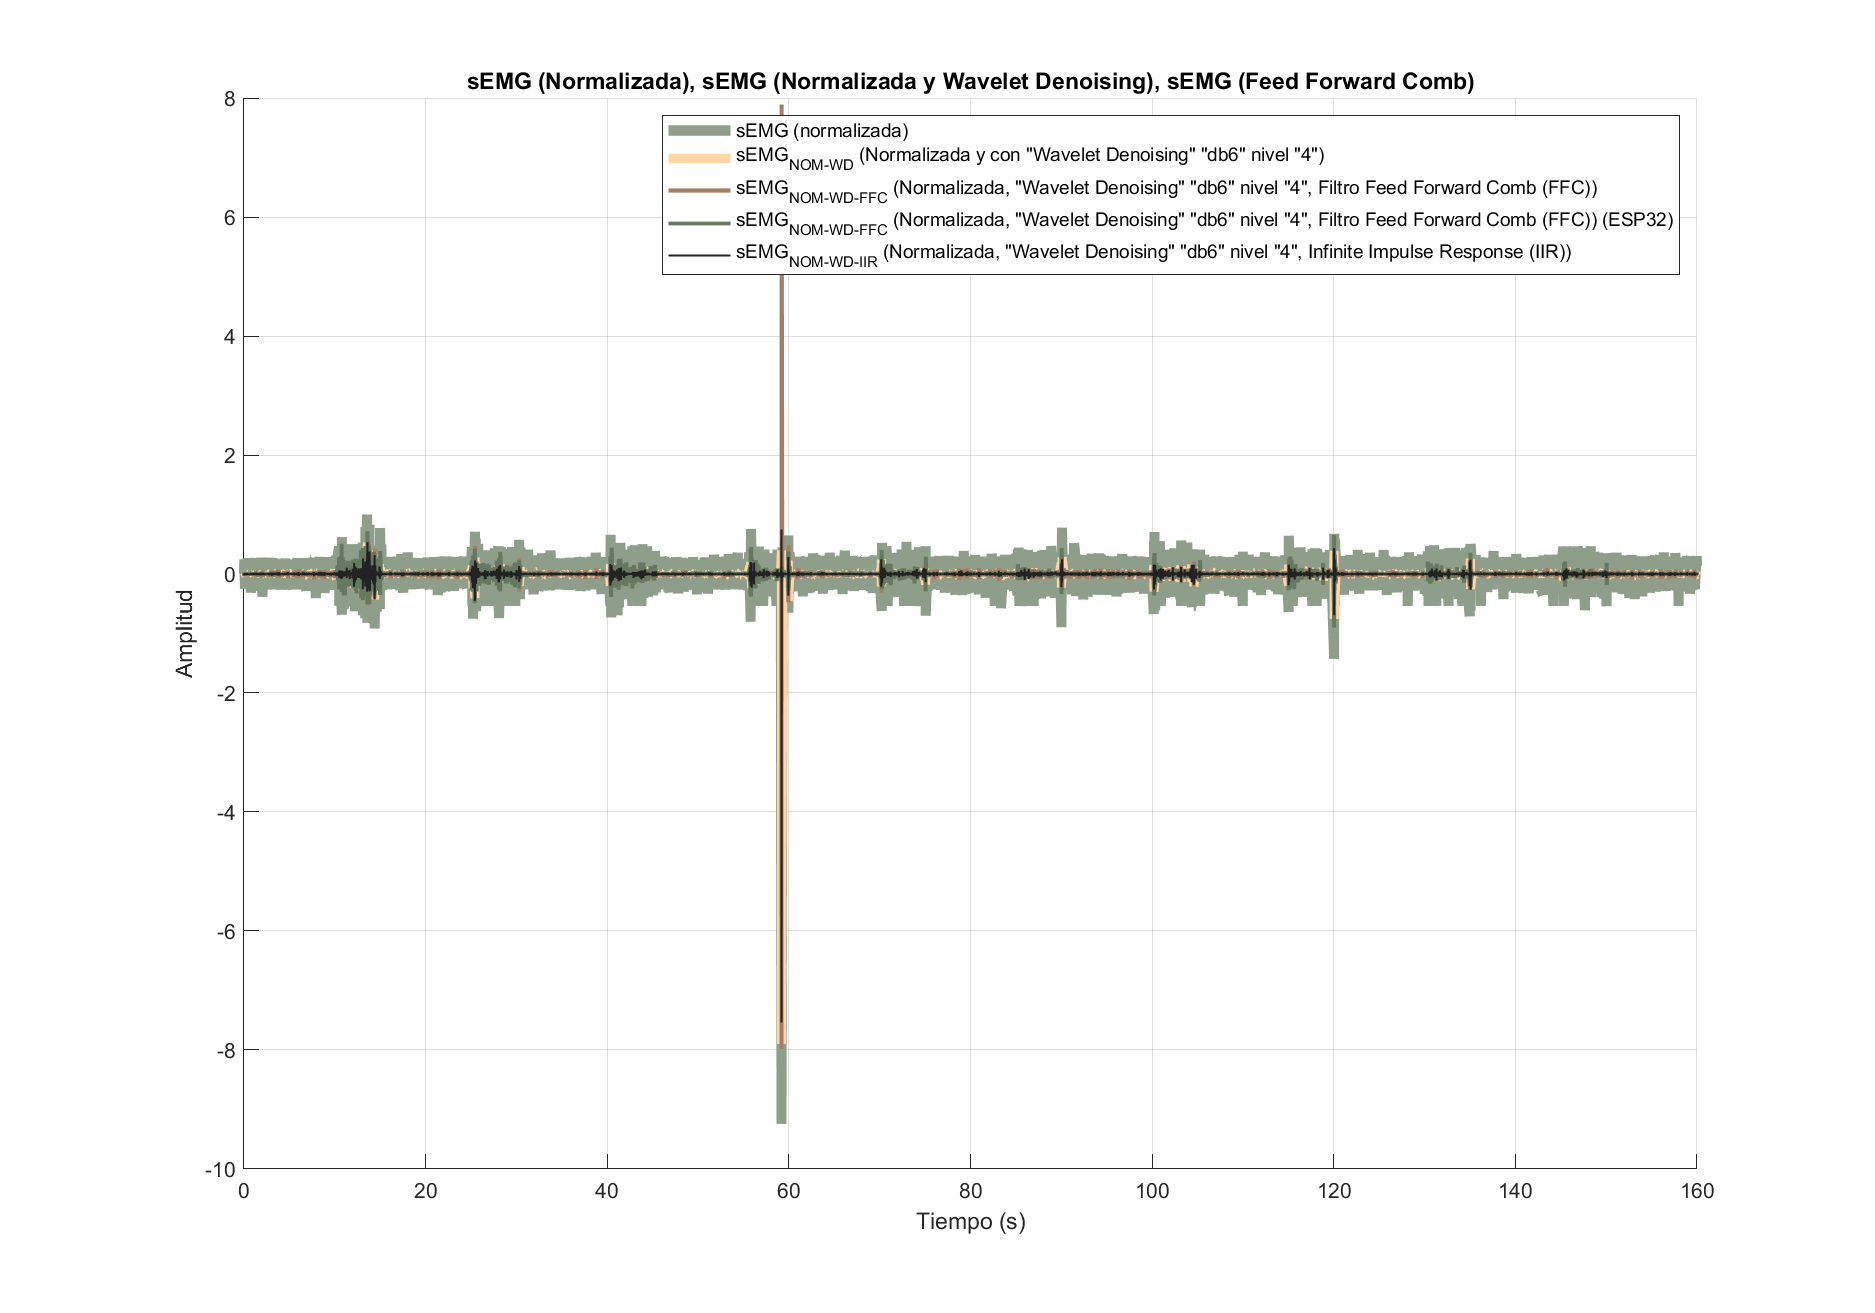 sEMG (Normalizada), sEMG (Normalizada y Wavelet Denoising), sEMG (Feed Forward Comb)
sEMG (normalizada)
sEMG_NOM-WD (Normalizada y con "Wavelet Denoising" "db6" nivel "4")
sEMG_NOM-WD-FFC (Normalizada, "Wavelet Denoising" "db6" nivel "4", Filtro Feed Forward Comb (FFC))
sEMG_NOM-WD-FFC (Normalizada, "Wavelet Denoising" "db6" nivel "4", Filtro Feed Forward Comb (FFC)) (ESP32)
sEMG_NOM-WD-IIR (Normalizada, "Wavelet Denoising" "db6" nivel "4", Infinite Impulse Response (IIR))
8
6
4
2
0
-2
-4
-6
-8
-10
Amplitud
0 20 40 60 80 100 120 140 160
Tiempo (s)